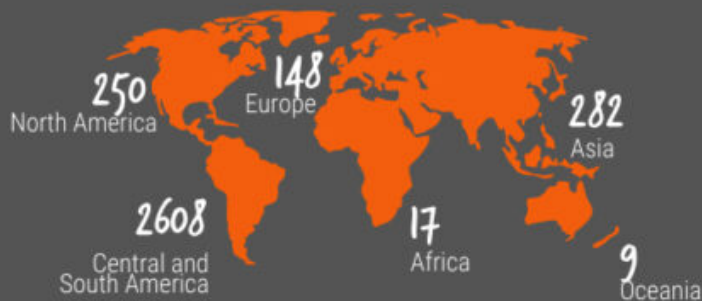 250
North America
148
Europe
282
Asia
2608
Central and
South America
17
Africa
9
Oceania